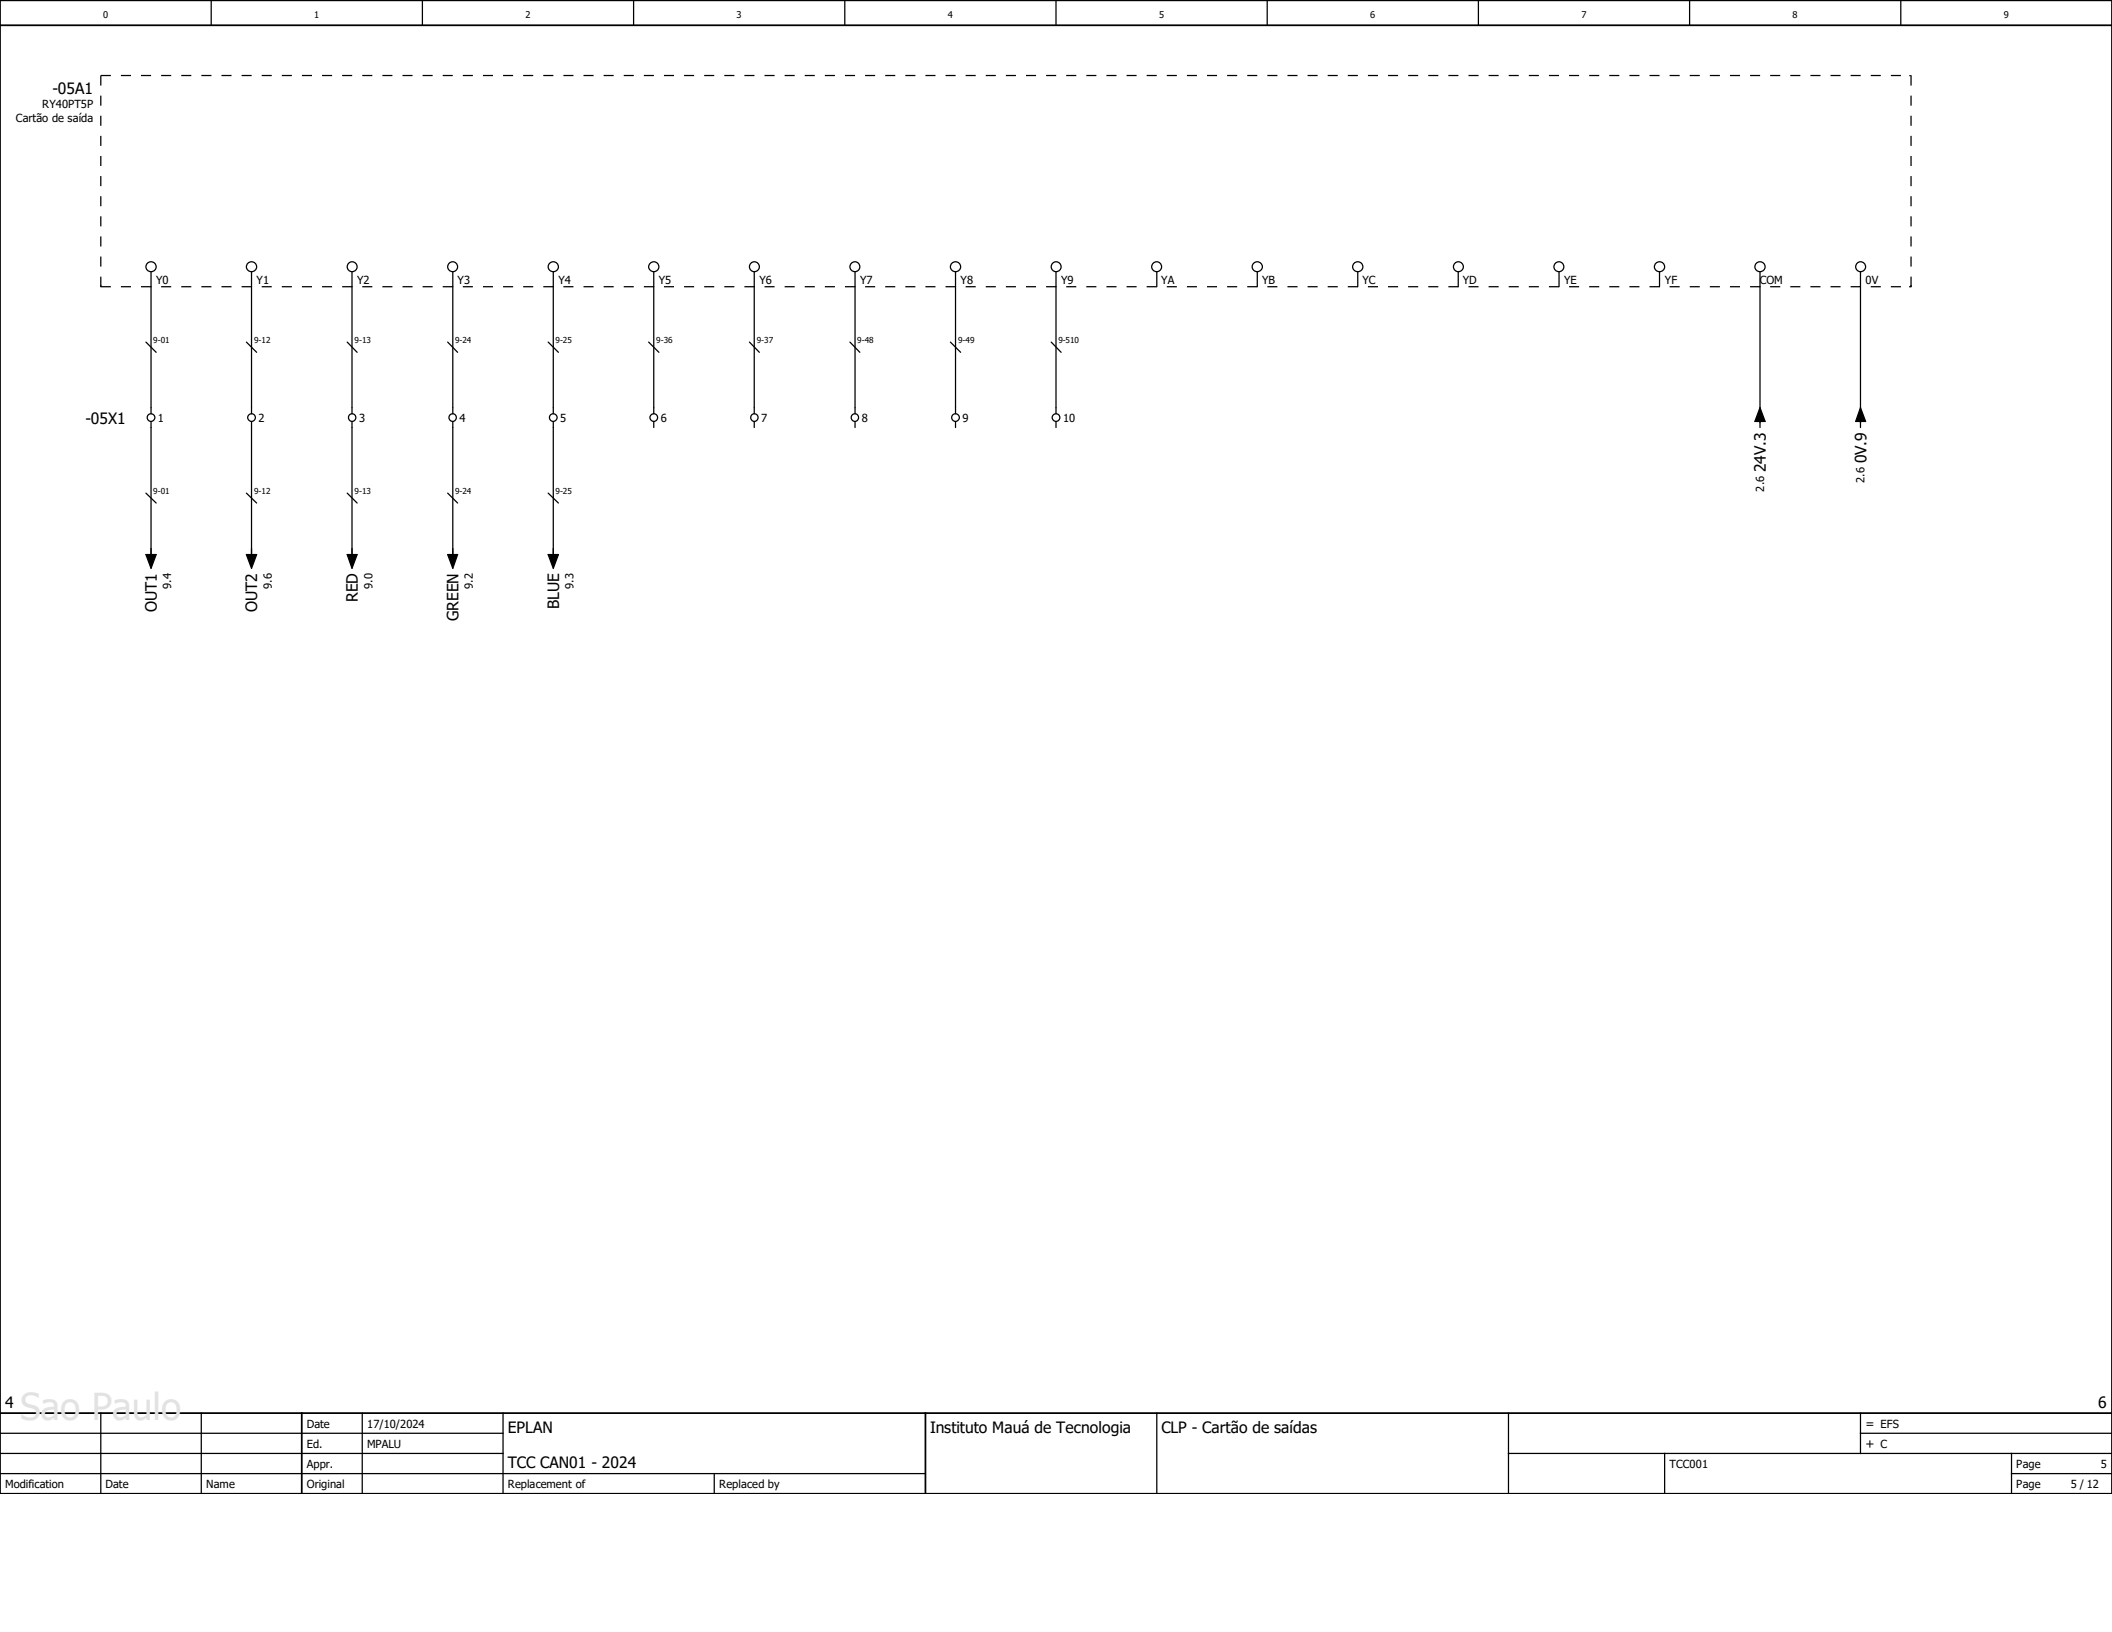 0 1 2 3 4 5 6 7 8 9
-05A1
RY40PT5P
Cartão de saída
Y0 Y1 Y2 Y3 Y4 Y5 Y6 Y7 Y8 Y9 YA YB YC YD YE YF COM 0V
9-01 9-12 9-13 9-24 9-25 9-36 9-37 9-48 9-49 9-510
-05X1 1 2 3 4 5 6 7 8 9 10
2.6 24V.3
2.6 0V.9
9-01 9-12 9-13 9-24 9-25
OUT1
9.4
OUT2
9.6
RED
9.0
GREEN
9.2
BLUE
9.3
4 Sao Paulo 6
Date 17/10/2024 EPLAN Instituto Mauá de Tecnologia CLP - Cartão de saídas = EFS
Ed. MPALU + C
Appr. TCC CAN01 - 2024 TCC001 Page 5
Modification Date Name Original Replacement of Replaced by Page 5 / 12